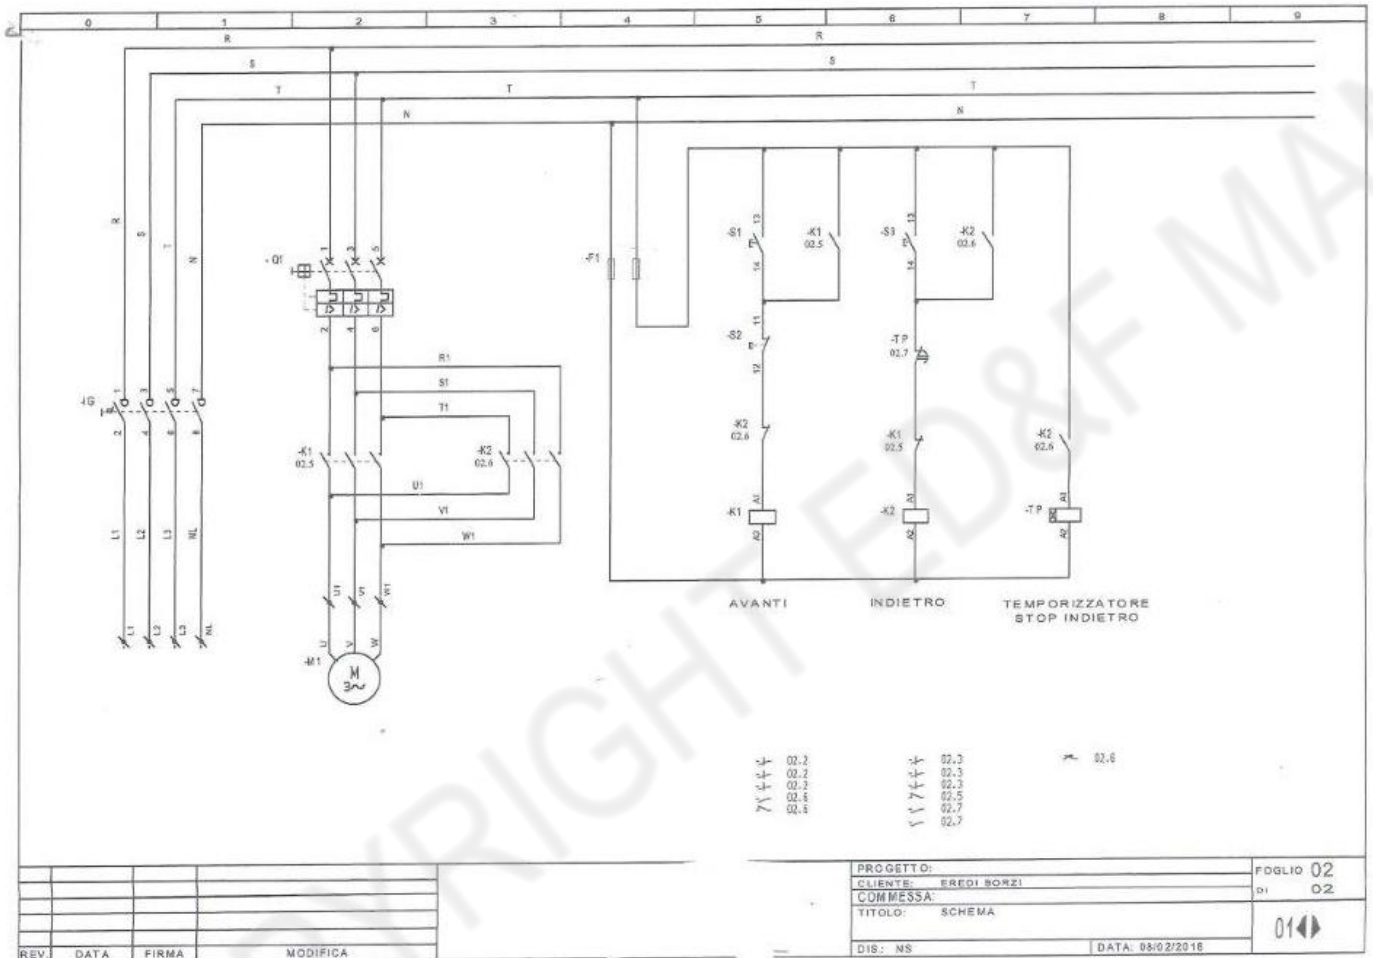 0 1 2 3 4 5 6 7 8 9
R R
S S
T T T
N N
R S T N
-Q1 1 3 5
2 4 6
-F1
-S1 13 14
-K1 02.5
-S3 13 14
-K2 02.6
-S2 11 12
-TP 02.7
R1
S1
T1
-IG 1 3 5 7
2 4 6 8
-K1 02.5
-K2 02.6
-K2 02.6
-K1 02.5
-K2 02.6
U1
V1
W1
-K1 A1 A2
-K2 A1 A2
-TP A1 A2
L1 L2 L3 NL
U1 V1 W1
L1 L2 L3 NL
U V W
-M1
M
3~
AVANTI
INDIETRO
TEMPORIZZATORE
STOP INDIETRO
02.2 02.3 02.6
02.2 02.3
02.2 02.3
02.6 02.5
02.6 02.7
02.7
PROGETTO:
CLIENTE: EREDI BORZI
COMMESSA:
TITOLO: SCHEMA
DIS.: NS
DATA: 08/02/2016
FOGLIO 02
DI 02
01
REV. DATA FIRMA MODIFICA